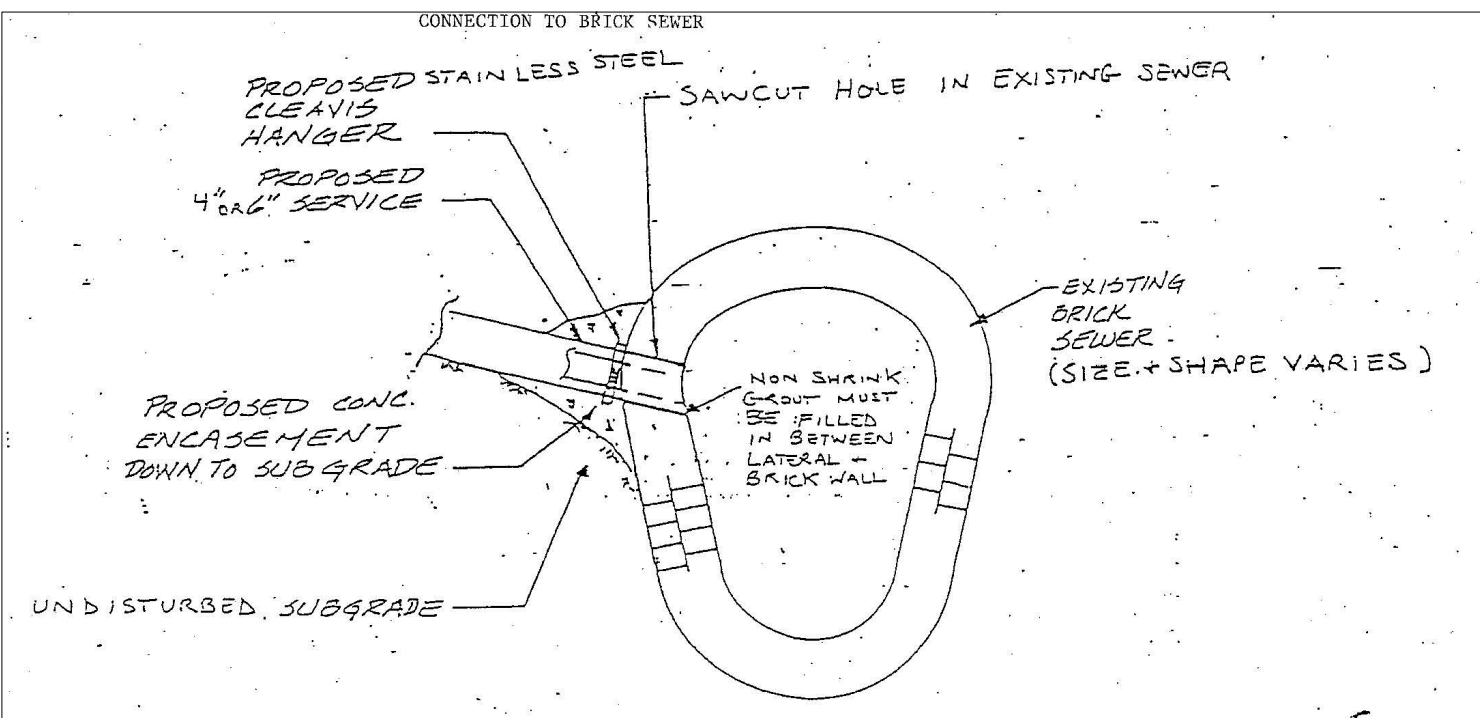 CONNECTION TO BRICK SEWER
PROPOSED STAINLESS STEEL
CLEAVIS
HANGER
SAWCUT HOLE IN EXISTING SEWER
PROPOSED
4" OR 6" SERVICE
EXISTING
BRICK
SEWER
(SIZE + SHAPE VARIES)
NON SHRINK
GROUT MUST
BE FILLED
IN BETWEEN
LATERAL +
BRICK WALL
PROPOSED CONC.
ENCASEMENT
DOWN TO SUBGRADE
UNDISTURBED SUBGRADE